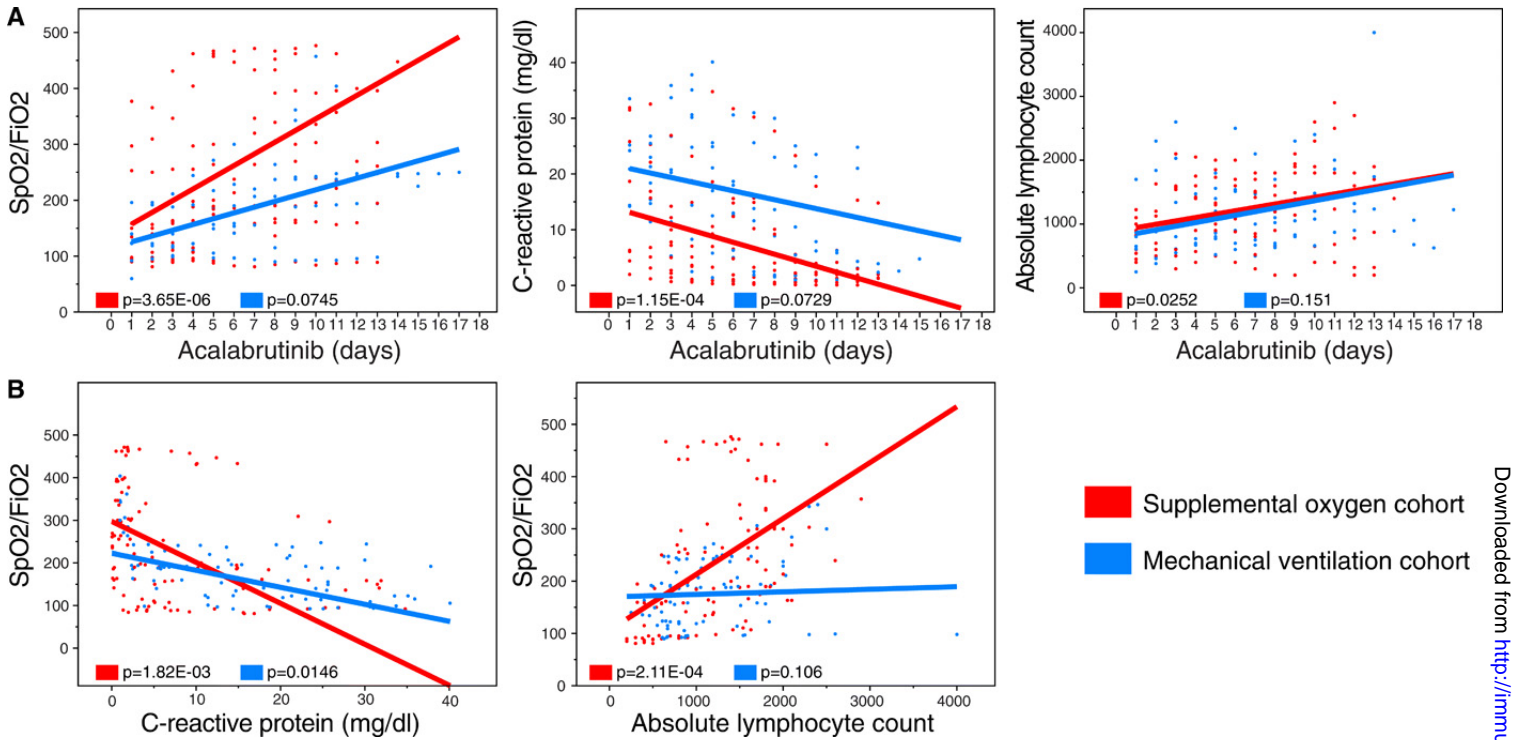 A
SpO2/FiO2
500
400
300
200
100
0
p=3.65E-06 p=0.0745
0 1 2 3 4 5 6 7 8 9 10 11 12 13 14 15 16 17 18
Acalabrutinib (days)
C-reactive protein (mg/dl)
40
30
20
10
0
p=1.15E-04 p=0.0729
0 1 2 3 4 5 6 7 8 9 10 11 12 13 14 15 16 17 18
Acalabrutinib (days)
Absolute lymphocyte count
4000
3000
2000
1000
0
p=0.0252 p=0.151
0 1 2 3 4 5 6 7 8 9 10 11 12 13 14 15 16 17 18
Acalabrutinib (days)
B
SpO2/FiO2
500
400
300
200
100
0
p=1.82E-03 p=0.0146
0 10 20 30 40
C-reactive protein (mg/dl)
SpO2/FiO2
500
400
300
200
100
0
p=2.11E-04 p=0.106
0 1000 2000 3000 4000
Absolute lymphocyte count
Supplemental oxygen cohort
Mechanical ventilation cohort
Downloaded from http://immu